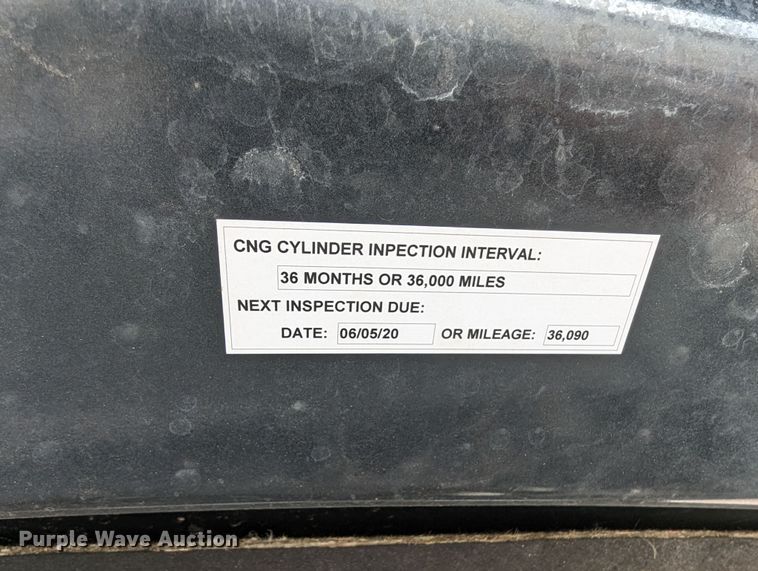 CNG CYLINDER INPECTION INTERVAL:
36 MONTHS OR 36,000 MILES
NEXT INSPECTION DUE:
DATE: 06/05/20 OR MILEAGE: 36,090
Purple Wave Auction